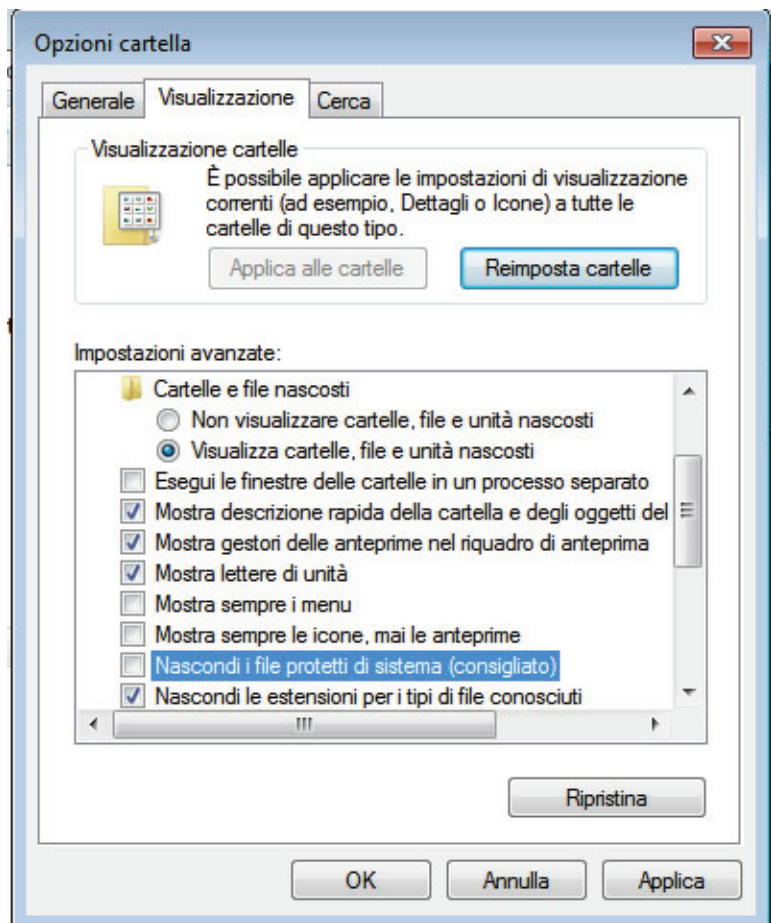 Opzioni cartella
Generale Visualizzazione Cerca
Visualizzazione cartelle
È possibile applicare le impostazioni di visualizzazione
correnti (ad esempio, Dettagli o Icone) a tutte le
cartelle di questo tipo.
Applica alle cartelle Reimposta cartelle
Impostazioni avanzate:
Cartelle e file nascosti
Non visualizzare cartelle, file e unità nascosti
Visualizza cartelle, file e unità nascosti
Esegui le finestre delle cartelle in un processo separato
Mostra descrizione rapida della cartella e degli oggetti del
Mostra gestori delle anteprime nel riquadro di anteprima
Mostra lettere di unità
Mostra sempre i menu
Mostra sempre le icone, mai le anteprime
Nascondi i file protetti di sistema (consigliato)
Nascondi le estensioni per i tipi di file conosciuti
Ripristina
OK Annulla Applica